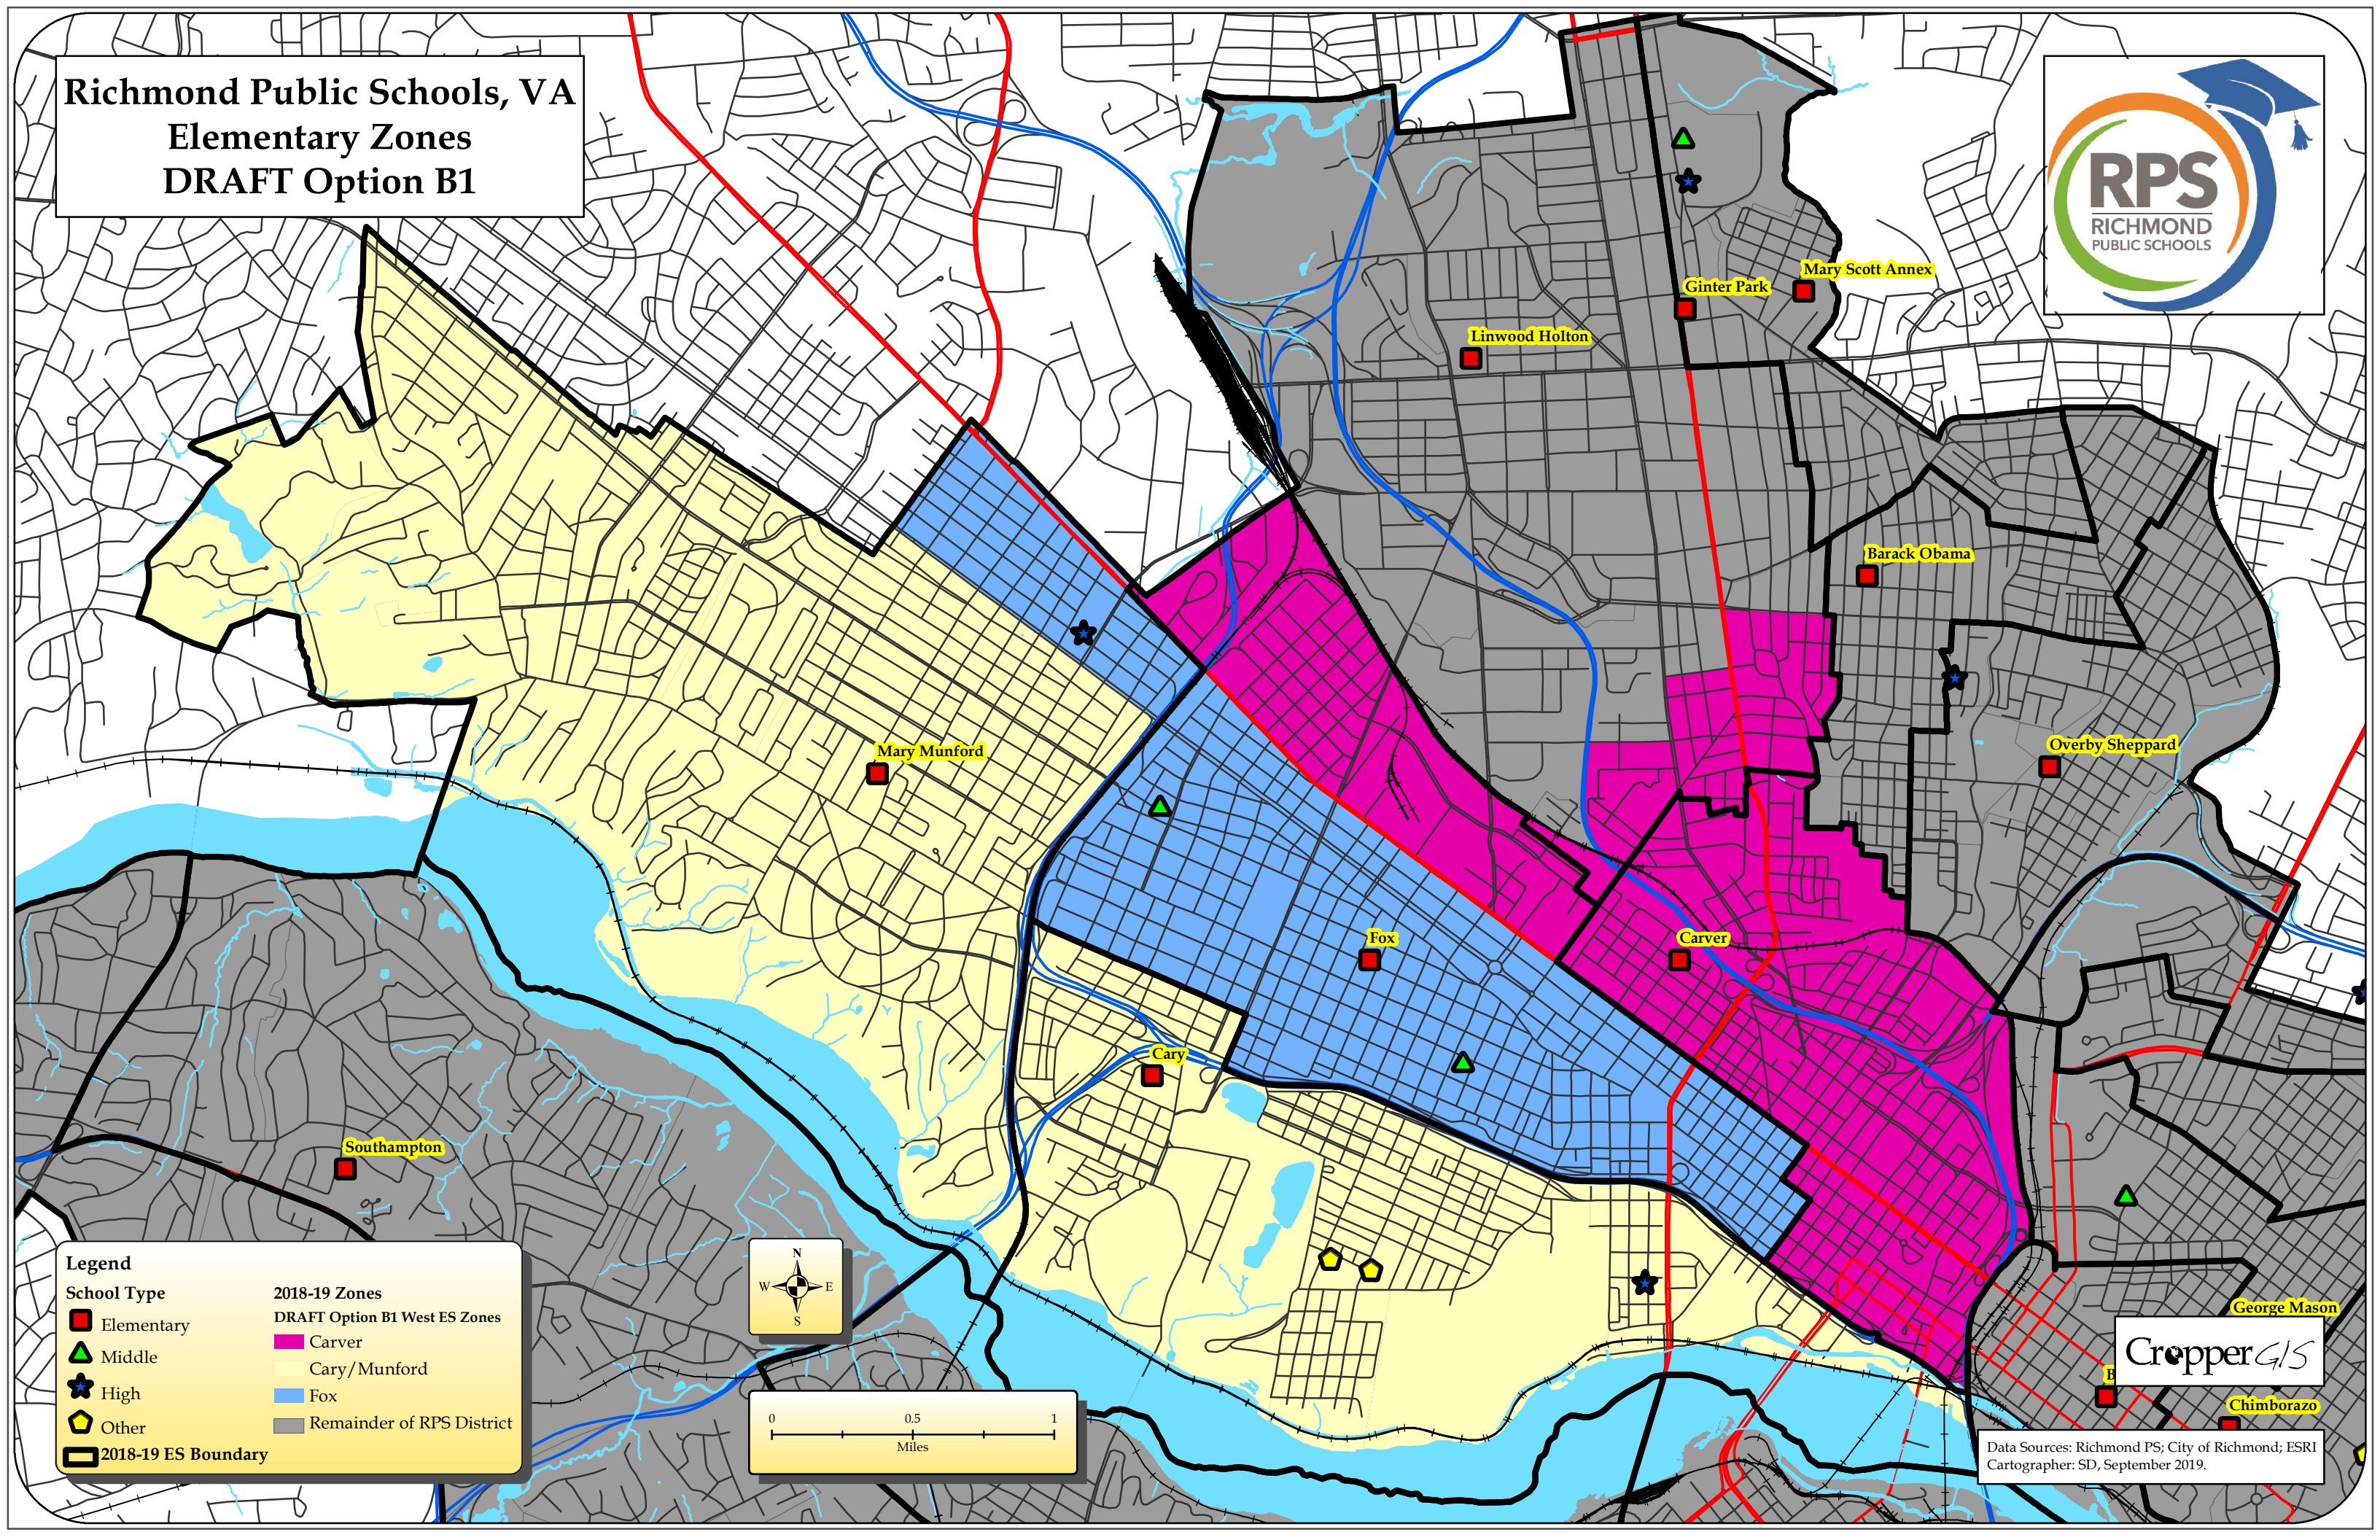 Richmond Public Schools, VA
Elementary Zones
DRAFT Option B1
RPS
RICHMOND
PUBLIC SCHOOLS
Mary Scott Annex
Ginter Park
Linwood Holton
Barack Obama
Overby Sheppard
Mary Munford
Fox
Carver
Cary
Southampton
George Mason
B
Chimborazo
Legend
School Type
Elementary
Middle
High
Other
2018-19 ES Boundary
2018-19 Zones
DRAFT Option B1 West ES Zones
Carver
Cary/Munford
Fox
Remainder of RPS District
N
W E
S
0 0.5 1
Miles
Cropper GIS
Data Sources: Richmond PS; City of Richmond; ESRI
Cartographer: SD, September 2019.